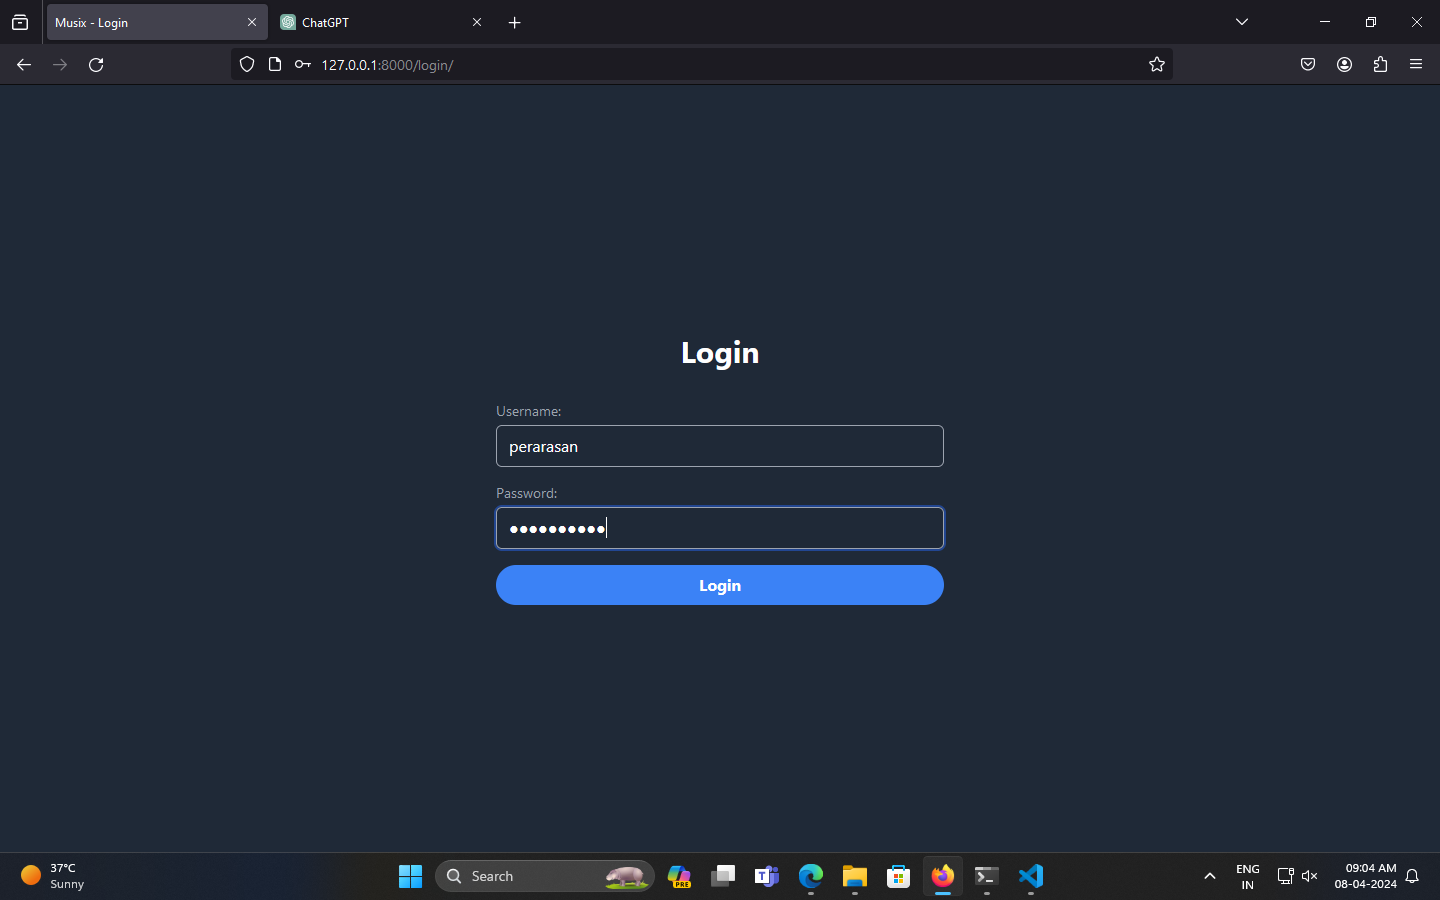 Musix - Login
ChatGPT
127.0.0.1:8000/login/
Login
Username:
perarasan
Password:
●●●●●●●●●●
Login
37°C
Sunny
Search
PRE
T
ENG
IN
09:04 AM
08-04-2024